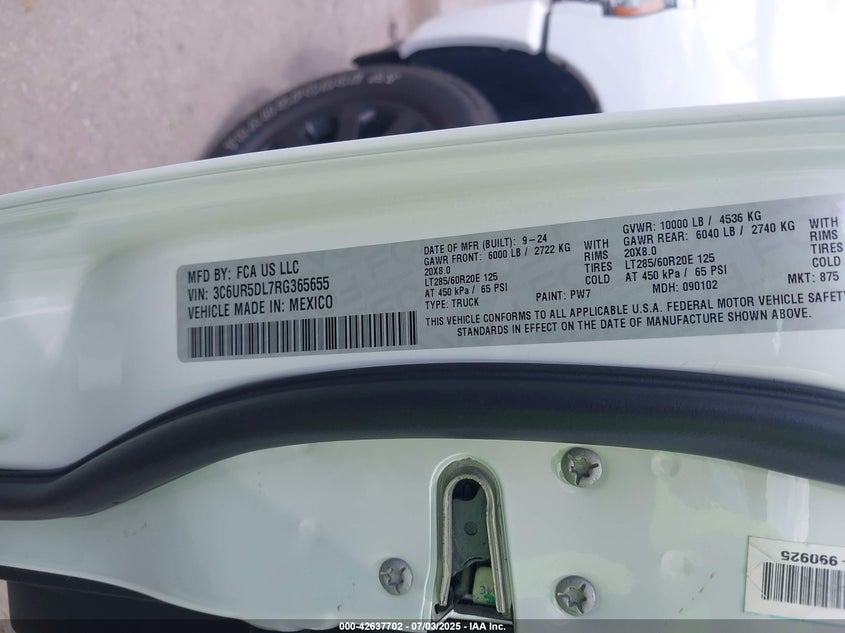 TRANSFORCE AT
MFD BY: FCA US LLC
VIN: 3C6UR5DL7RG365655
VEHICLE MADE IN: MEXICO
DATE OF MFR (BUILT): 9-24
GAWR FRONT: 6000 LB / 2722 KG WITH
20X8.0 RIMS
LT285/60R20E 125 TIRES
AT 450 kPa / 65 PSI COLD
TYPE: TRUCK PAINT: PW7
GVWR: 10000 LB / 4536 KG
GAWR REAR: 6040 LB / 2740 KG WITH
20X8.0 RIMS
LT285/60R20E 125 TIRES
AT 450 kPa / 65 PSI COLD
MDH: 090102 MKT: 875
THIS VEHICLE CONFORMS TO ALL APPLICABLE U.S.A. FEDERAL MOTOR VEHICLE SAFETY
STANDARDS IN EFFECT ON THE DATE OF MANUFACTURE SHOWN ABOVE.
- 990925
000-42637702 - 07/03/2025 - IAA Inc.